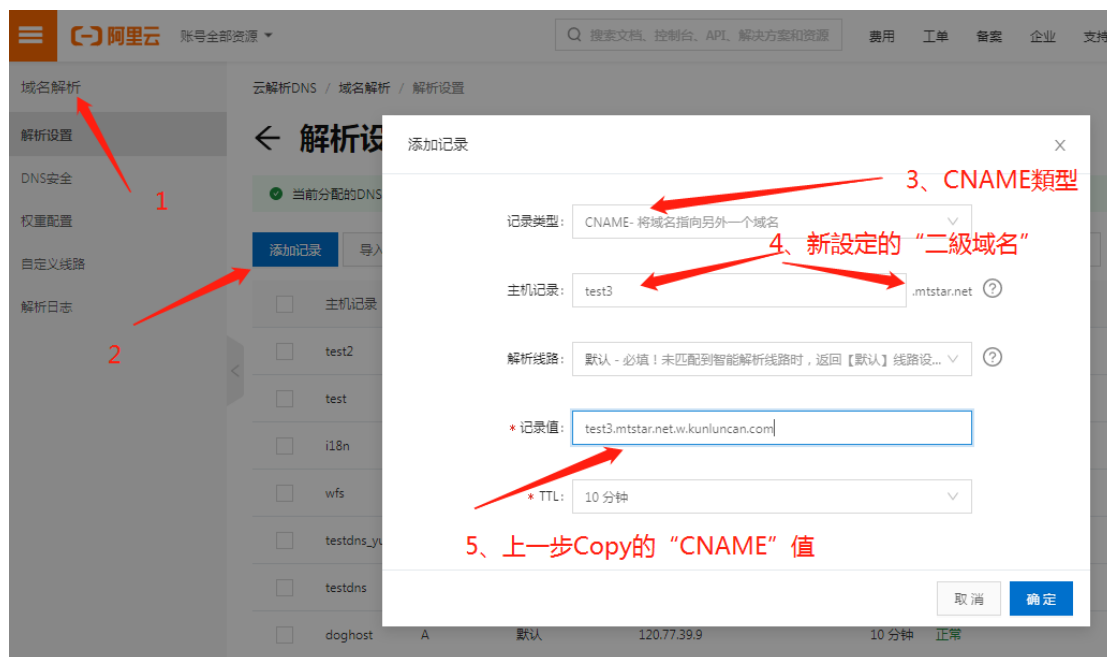 阿里云 账号全部资源 搜索文档、控制台、API、解决方案和资源 费用 工单 备案 企业 支持
域名解析
云解析DNS / 域名解析 / 解析设置
解析设置
← 解析设
添加记录
DNS安全
1
当前分配的DNS
3、CNAME類型
权重配置
记录类型: CNAME- 将域名指向另外一个域名
添加记录 导入
4、新設定的“二級域名”
自定义线路
主机记录: test3 .mtstar.net
解析日志
主机记录
2
test2
解析线路: 默认 - 必填！未匹配到智能解析线路时，返回【默认】线路设...
test
* 记录值: test3.mtstar.net.w.kunluncan.com
i18n
wfs
* TTL: 10 分钟
testdns_yu
5、上一步Copy的“CNAME”值
testdns
取消 确定
doghost A 默认 120.77.39.9 10 分钟 正常